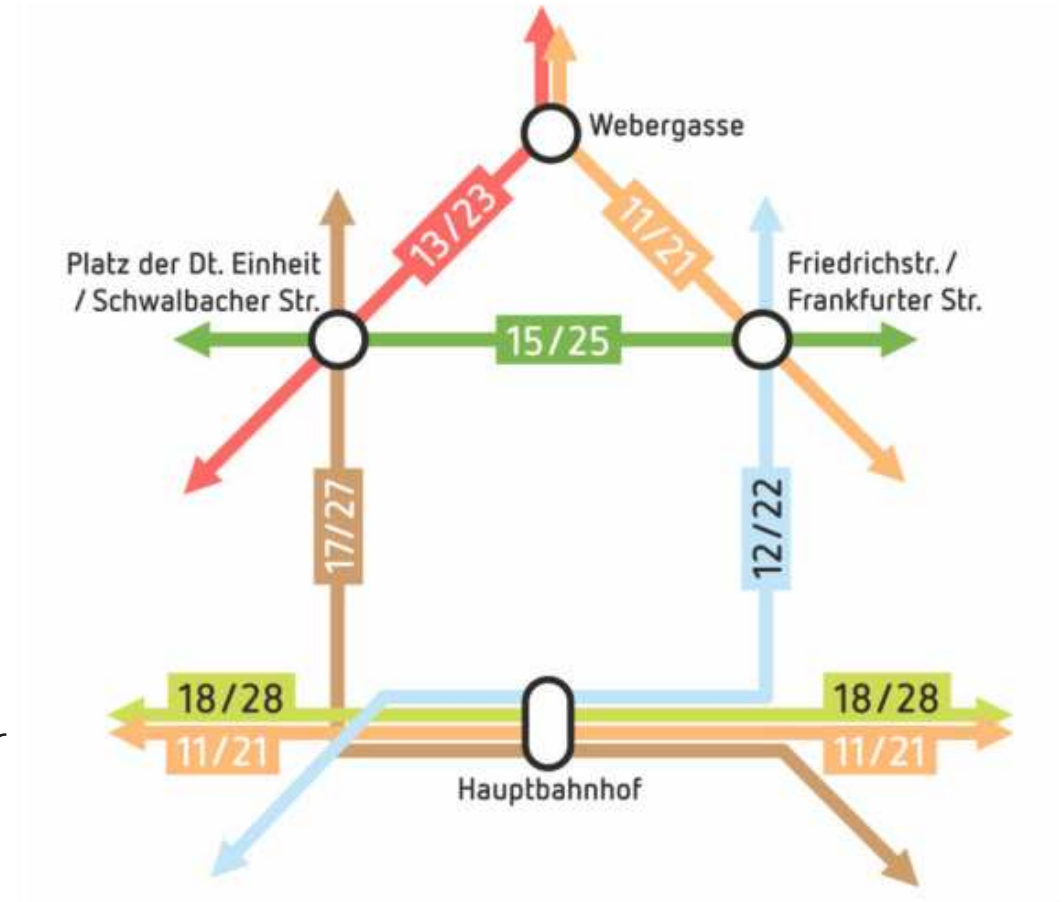 Webergasse
13/23
11/21
Platz der Dt. Einheit
/ Schwalbacher Str.
Friedrichstr. /
Frankfurter Str.
15/25
17/27
12/22
18/28
18/28
11/21
11/21
Hauptbahnhof